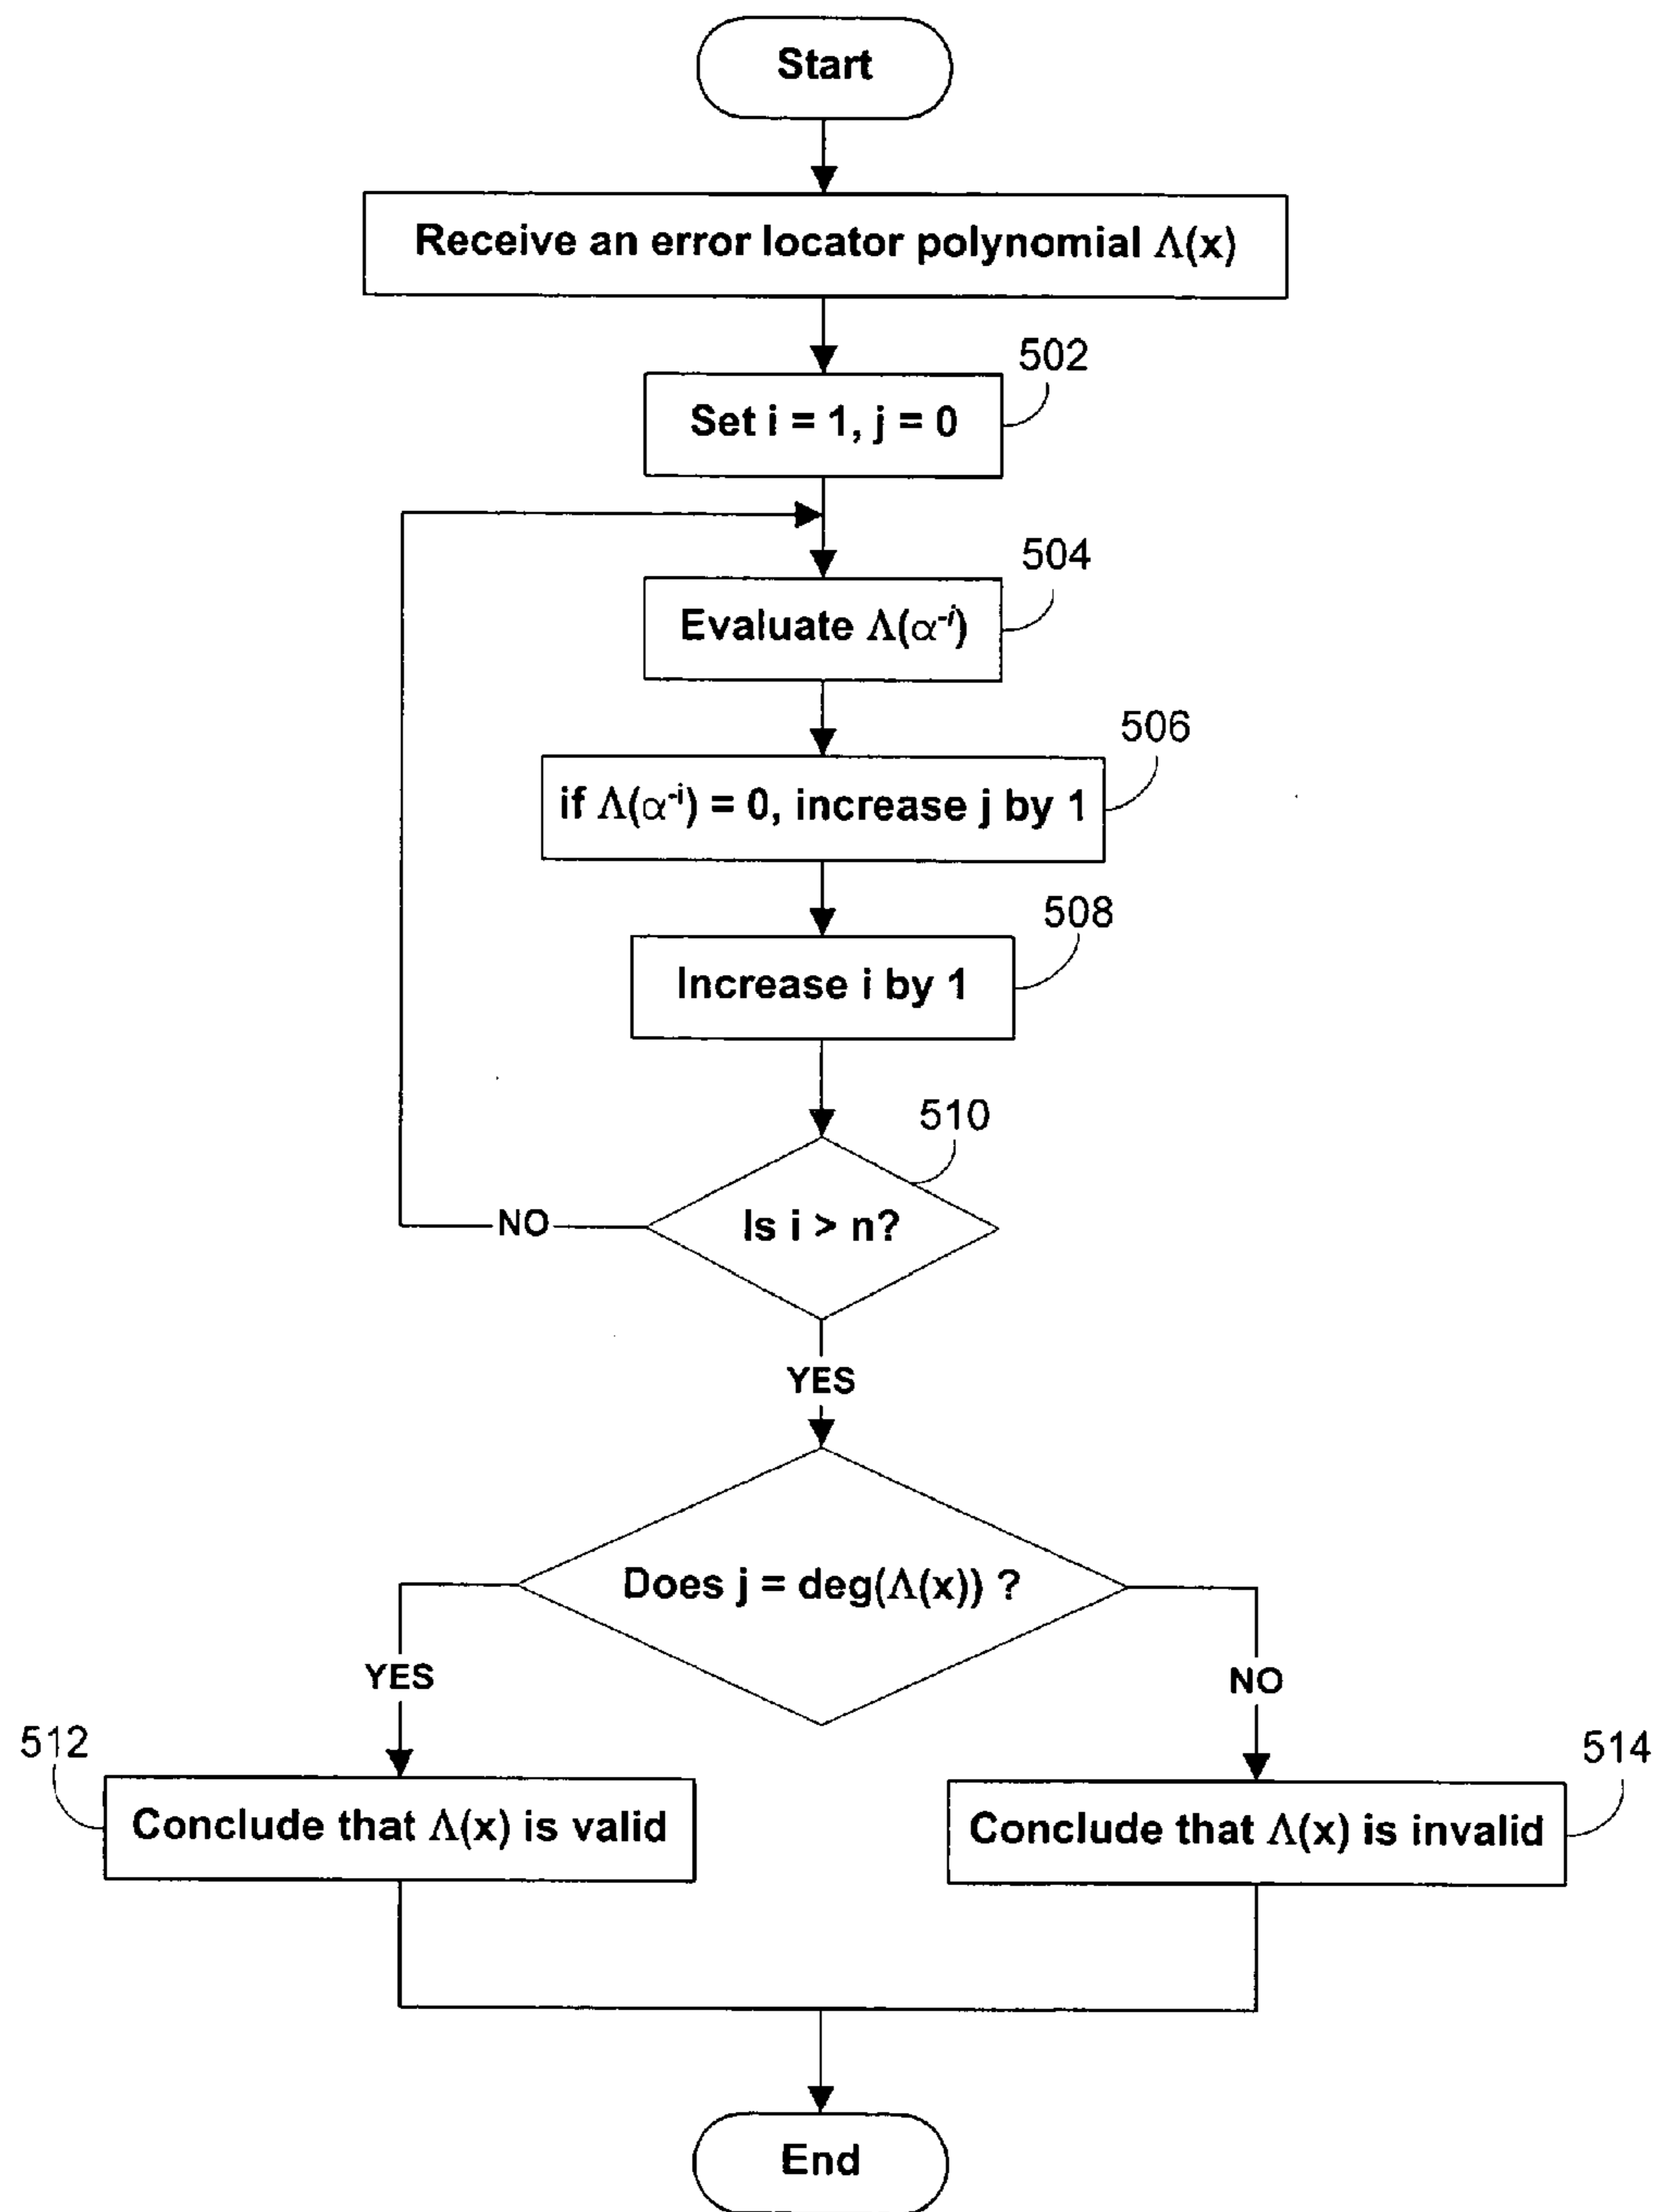 Start
Receive an error locator polynomial Λ(x)
502
Set i = 1, j = 0
504
Evaluate Λ(α⁻ⁱ)
506
if Λ(α⁻ⁱ) = 0, increase j by 1
508
Increase i by 1
510
Is i > n?
NO
YES
Does j = deg(Λ(x)) ?
YES
NO
512
514
Conclude that Λ(x) is valid
Conclude that Λ(x) is invalid
End